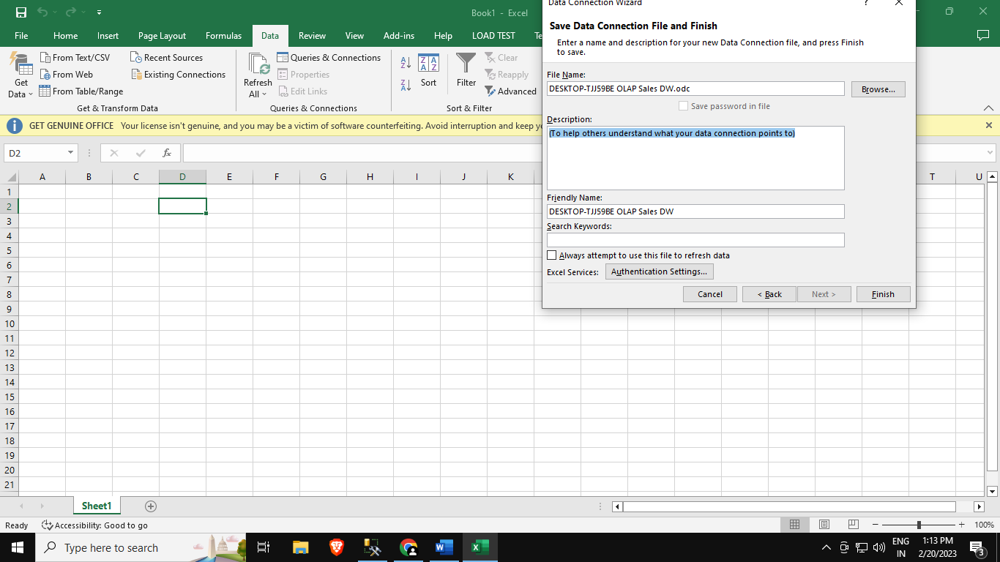 Book1 - Excel
File Home Insert Page Layout Formulas Data Review View Add-ins Help LOAD TEST Te
Get Data
From Text/CSV
From Web
From Table/Range
Recent Sources
Existing Connections
Get & Transform Data
Refresh All
Queries & Connections
Properties
Edit Links
Queries & Connections
Sort
Filter
Clear
Reapply
Advanced
Sort & Filter
GET GENUINE OFFICE Your license isn't genuine, and you may be a victim of software counterfeiting. Avoid interruption and keep yo
D2
fx
A B C D E F G H I J K T U
1
2
3
4
5
6
7
8
9
10
11
12
13
14
15
16
17
18
19
20
21
Data Connection Wizard ?
Save Data Connection File and Finish
Enter a name and description for your new Data Connection file, and press Finish
to save.
File Name:
DESKTOP-TJJ59BE OLAP Sales DW.odc
Browse...
Save password in file
Description:
(To help others understand what your data connection points to)
Friendly Name:
DESKTOP-TJJ59BE OLAP Sales DW
Search Keywords:
Always attempt to use this file to refresh data
Excel Services: Authentication Settings...
Cancel < Back Next > Finish
Sheet1
Ready Accessibility: Good to go 100%
Type here to search
ENG
IN
1:13 PM
2/20/2023
3